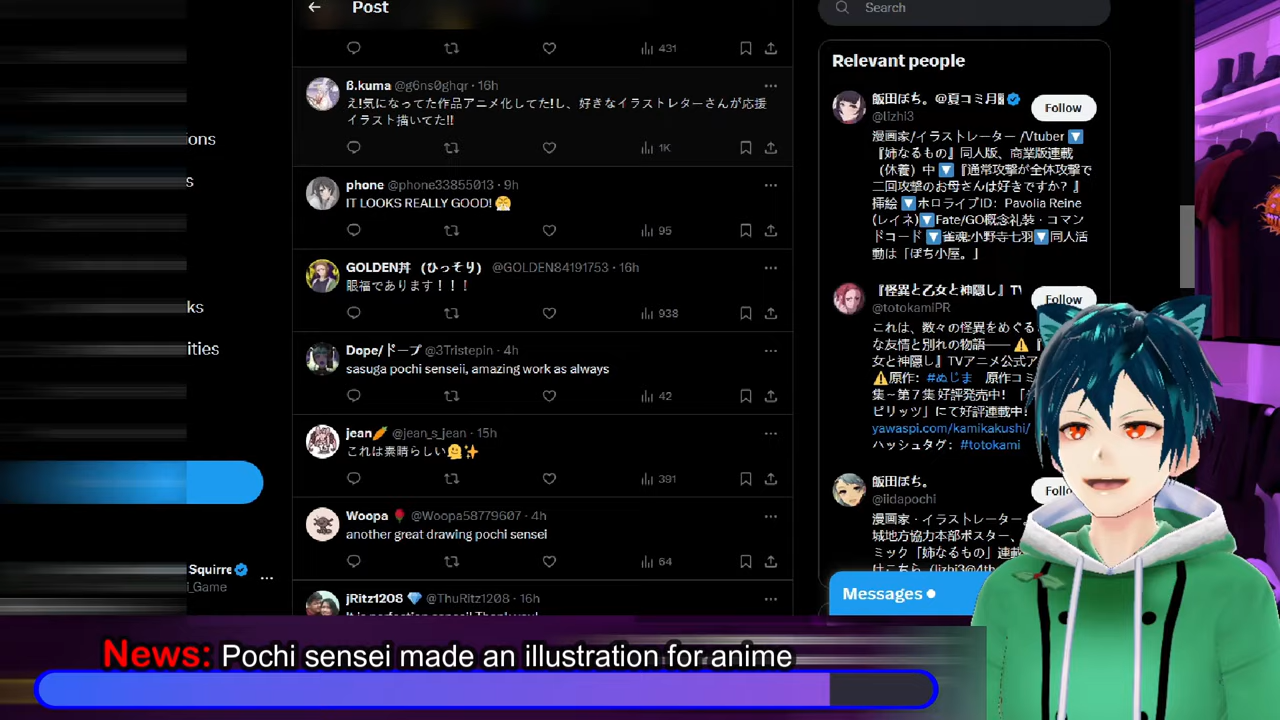 Post
Search
431
ß.kuma @g6ns0ghqr · 16h
え!気になってた作品アニメ化してた!し、好きなイラストレターさんが応援
イラスト描いてた!!
1K
phone @phone33855013 · 9h
IT LOOKS REALLY GOOD! 😤
95
GOLDEN丼 (ひっそり) @GOLDEN84191753 · 16h
眼福であります！！！
938
Dope/ドープ @3Tristepin · 4h
sasuga pochi senseii, amazing work as always
42
jean🥕 @jean_s_jean · 15h
これは素晴らしい🫠✨
391
Woopa 🌹 @Woopa58779607 · 4h
another great drawing pochi sensei
64
jRitz1208 💎 @ThuRitz1208 · 16h
ons
s
ks
ities
Squirre
i_Game
Relevant people
飯田ぽち。@夏コミ月
@lizhi3
Follow
漫画家/イラストレーター /Vtuber 🔽
『姉なるもの』同人版、商業版連載
（休養）中 🔽『通常攻撃が全体攻撃で
二回攻撃のお母さんは好きですか？』
挿絵 🔽ホロライブID：Pavolia Reine
(レイネ)🔽Fate/GO概念礼装・コマン
ドコード 🔽雀魂:小野寺七羽🔽同人活
動は「ぽち小屋。」
『怪異と乙女と神隠し』TV
@totokamiPR
Follow
これは、数々の怪異をめぐる
な友情と別れの物語—— ⚠『
女と神隠し』TVアニメ公式ア
⚠原作：#ぬじま 原作コミ
集～第７集 好評発売中!『
ピリッツ』にて好評連載中!
yawaspi.com/kamikakushi/
ハッシュタグ：#totokami
飯田ぽち。
@iidapochi
Follo
漫画家・イラストレーター。
城地方協力本部ポスター、
ミック「姉なるもの」連載
はこちら (lizhi3@4th
Messages
News: Pochi sensei made an illustration for anime